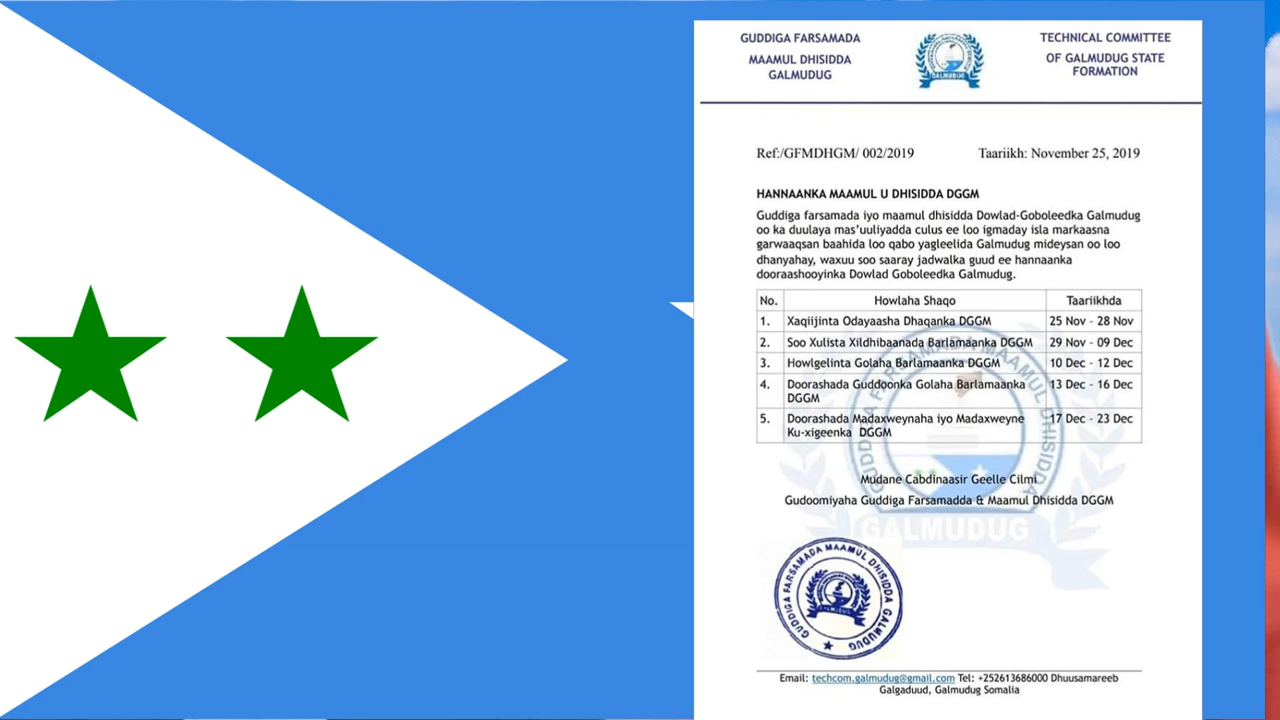 GUDDIGA FARSAMADA
MAAMUL DHISIDDA
GALMUDUG
GALMUDUG
TECHNICAL COMMITTEE
OF GALMUDUG STATE
FORMATION
Ref:/GFMDHGM/ 002/2019 Taariikh: November 25, 2019
HANNAANKA MAAMUL U DHISIDDA DGGM
Guddiga farsamada iyo maamul dhisidda Dowlad-Goboleedka Galmudug
oo ka duulaya mas’uuliyadda culus ee loo igmaday isla markaasna
garwaaqsan baahida loo qabo yagleelida Galmudug mideysan oo loo
dhanyahay, waxuu soo saaray jadwalka guud ee hannaanka
dooraashooyinka Dowlad Goboleedka Galmudug.
No. Howlaha Shaqo Taariikhda
1. Xaqiijinta Odayaasha Dhaqanka DGGM 25 Nov - 28 Nov
2. Soo Xulista Xildhibaanada Barlamaanka DGGM 29 Nov - 09 Dec
3. Howlgelinta Golaha Barlamaanka DGGM 10 Dec - 12 Dec
4. Doorashada Guddoonka Golaha Barlamaanka 13 Dec - 16 Dec
DGGM
5. Doorashada Madaxweynaha iyo Madaxweyne 17 Dec - 23 Dec
Ku-xigeenka DGGM
GUDDIGA FARSAMADA MAAMUL DHISIDDA
GALMUDUG
Mudane Cabdinaasir Geelle Cilmi
Gudoomiyaha Guddiga Farsamadda & Maamul Dhisidda DGGM
GUDDIGA FARSAMADA MAAMUL DHISIDDA GALMUDUG
GALMUDUG
Email: techcom.galmudug@gmail.com Tel: +252613686000 Dhuusamareeb
Galgaduud, Galmudug Somalia